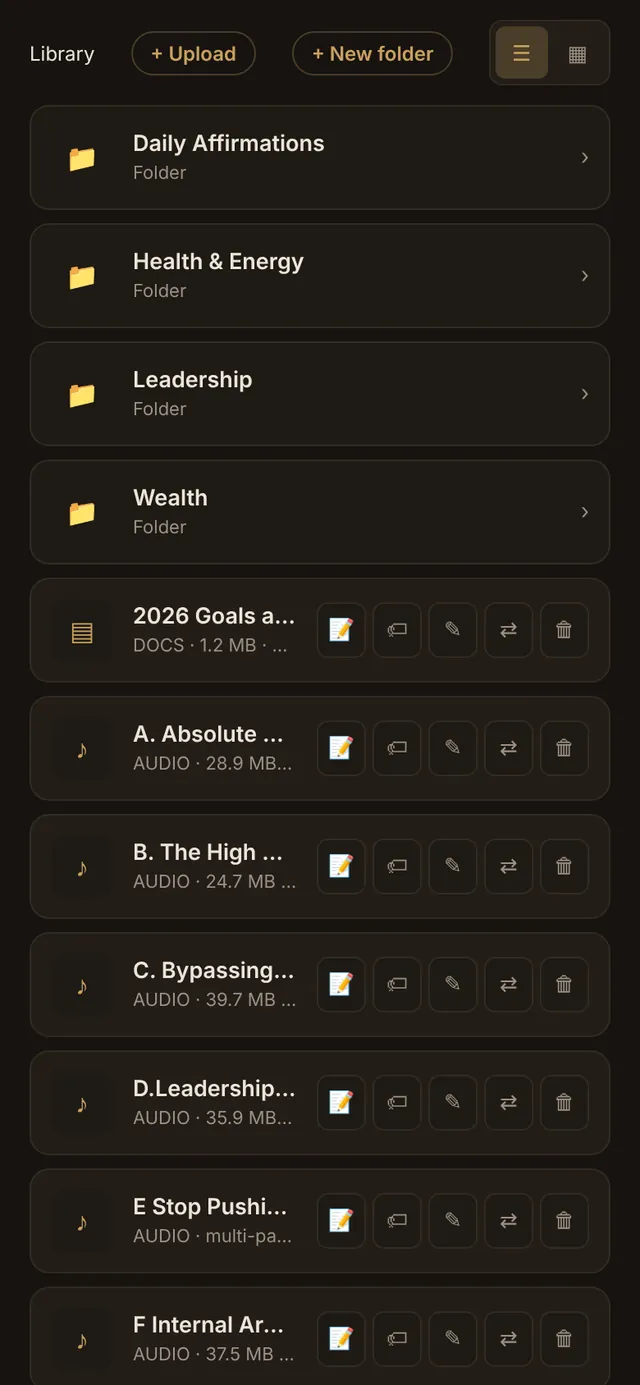 Library
+ Upload
+ New folder
Daily Affirmations
Folder
Health & Energy
Folder
Leadership
Folder
Wealth
Folder
2026 Goals a...
DOCS · 1.2 MB · ...
A. Absolute ...
AUDIO · 28.9 MB...
B. The High ...
AUDIO · 24.7 MB ...
C. Bypassing...
AUDIO · 39.7 MB ...
D.Leadership...
AUDIO · 35.9 MB...
E Stop Pushi...
AUDIO · multi-pa...
F Internal Ar...
AUDIO · 37.5 MB ...